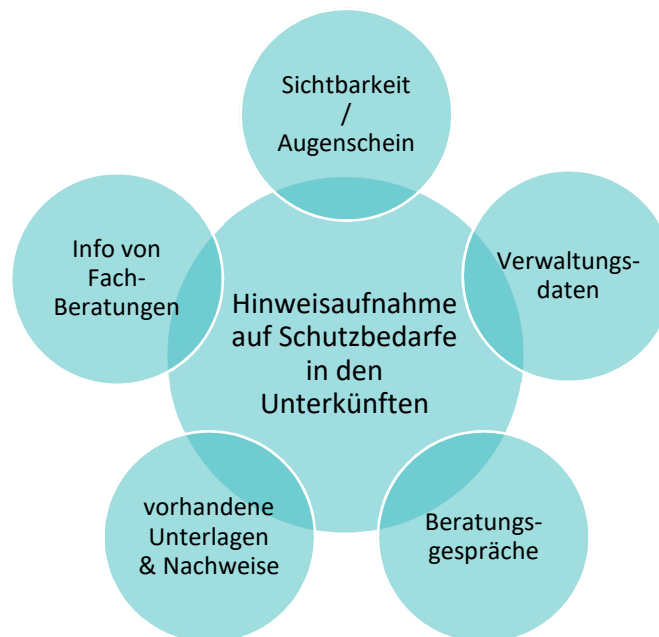 Sichtbarkeit
/
Augenschein
Verwaltungs-
daten
Beratungs-
gespräche
vorhandene
Unterlagen
& Nachweise
Info von
Fach-
Beratungen
Hinweisaufnahme
auf Schutzbedarfe
in den
Unterkünften